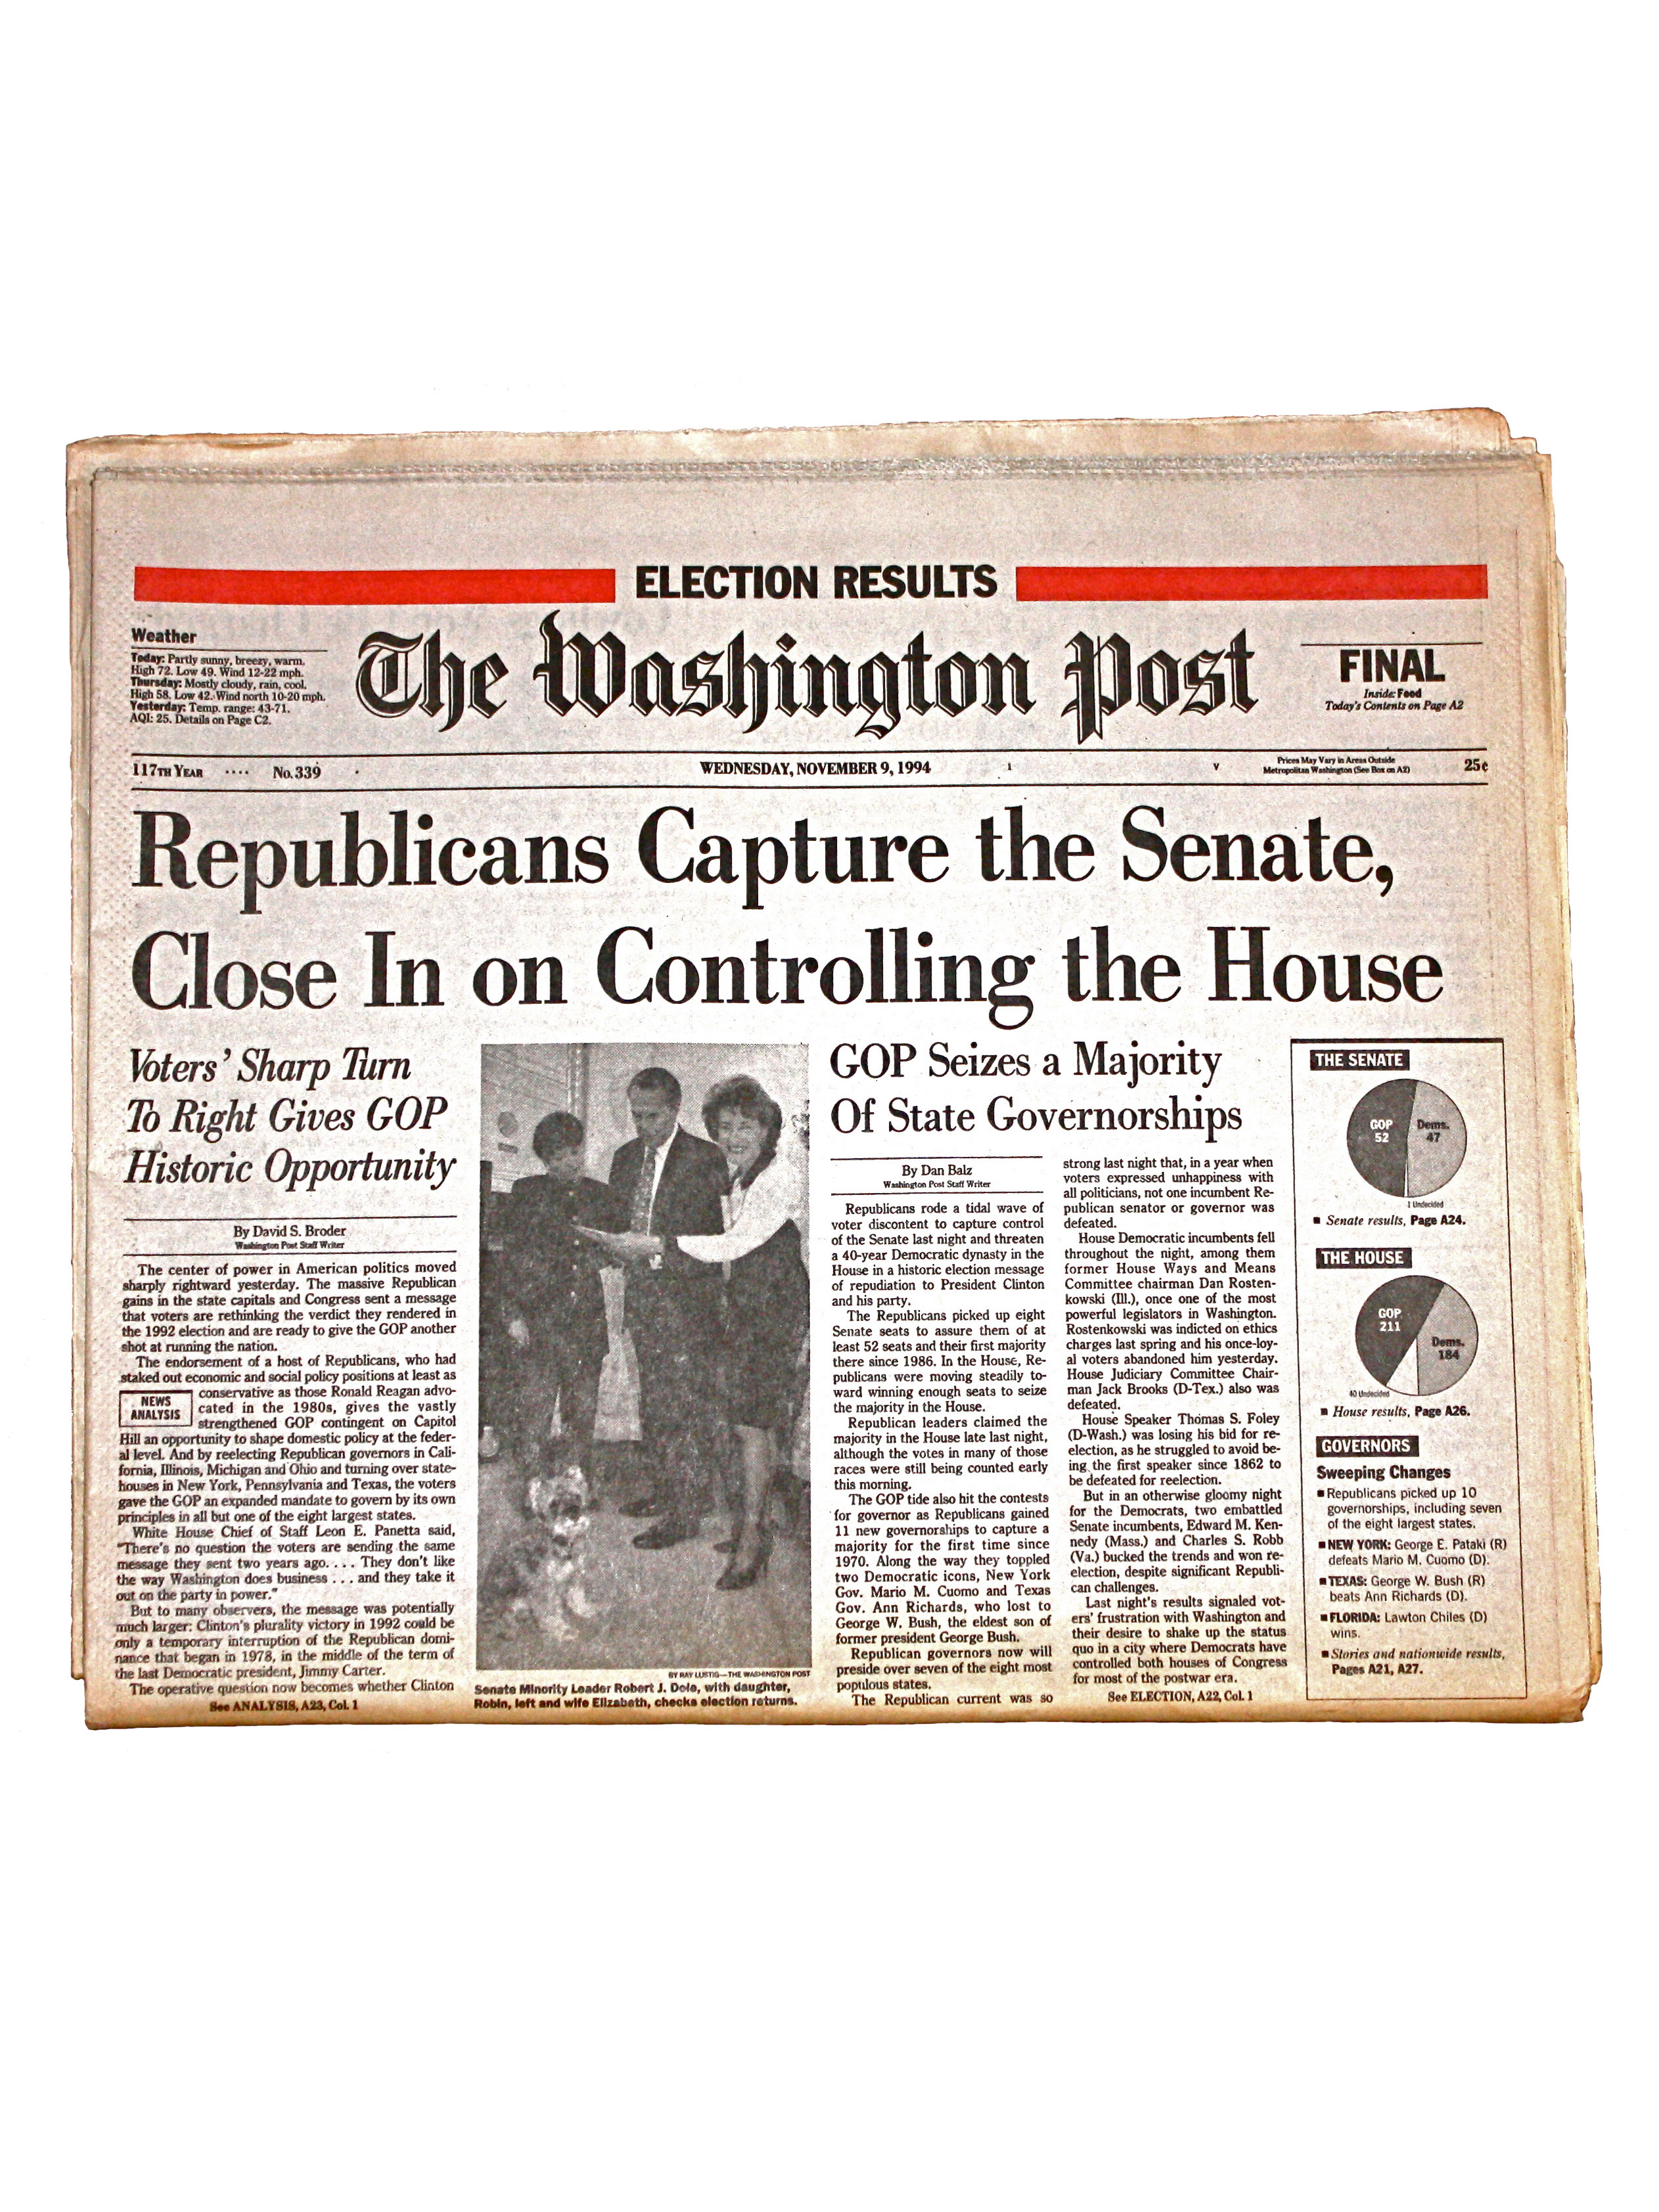 ELECTION RESULTS
Weather
Today: Partly sunny, breezy, warm.
High 72. Low 49. Wind 12-22 mph.
Thursday: Mostly cloudy, rain, cool.
High 58. Low 42. Wind north 10-20 mph.
Yesterday: Temp. range: 43-71.
AQI: 25. Details on Page C2.
The Washington Post
FINAL
Inside: Food
Today's Contents on Page A2
117TH YEAR .... No. 339
WEDNESDAY, NOVEMBER 9, 1994
1
V
Prices May Vary in Areas Outside
Metropolitan Washington (See Box on A2)
25¢
Republicans Capture the Senate,
Close In on Controlling the House
Voters' Sharp Turn
To Right Gives GOP
Historic Opportunity
By David S. Broder
Washington Post Staff Writer
The center of power in American politics moved
sharply rightward yesterday. The massive Republican
gains in the state capitals and Congress sent a message
that voters are rethinking the verdict they rendered in
the 1992 election and are ready to give the GOP another
shot at running the nation.
The endorsement of a host of Republicans, who had
staked out economic and social policy positions at least as
NEWS
ANALYSIS
conservative as those Ronald Reagan advo-
cated in the 1980s, gives the vastly
strengthened GOP contingent on Capitol
Hill an opportunity to shape domestic policy at the feder-
al level. And by reelecting Republican governors in Cali-
fornia, Illinois, Michigan and Ohio and turning over state-
houses in New York, Pennsylvania and Texas, the voters
gave the GOP an expanded mandate to govern by its own
principles in all but one of the eight largest states.
White House Chief of Staff Leon E. Panetta said,
"There's no question the voters are sending the same
message they sent two years ago. . . . They don't like
the way Washington does business . . . and they take it
out on the party in power."
But to many observers, the message was potentially
much larger: Clinton's plurality victory in 1992 could be
only a temporary interruption of the Republican domi-
nance that began in 1978, in the middle of the term of
the last Democratic president, Jimmy Carter.
The operative question now becomes whether Clinton
See ANALYSIS, A23, Col. 1
BY RAY LUSTIG—THE WASHINGTON POST
Senate Minority Leader Robert J. Dole, with daughter,
Robin, left and wife Elizabeth, checks election returns.
GOP Seizes a Majority
Of State Governorships
By Dan Balz
Washington Post Staff Writer
Republicans rode a tidal wave of
voter discontent to capture control
of the Senate last night and threaten
a 40-year Democratic dynasty in the
House in a historic election message
of repudiation to President Clinton
and his party.
The Republicans picked up eight
Senate seats to assure them of at
least 52 seats and their first majority
there since 1986. In the House, Re-
publicans were moving steadily to-
ward winning enough seats to seize
the majority in the House.
Republican leaders claimed the
majority in the House late last night,
although the votes in many of those
races were still being counted early
this morning.
The GOP tide also hit the contests
for governor as Republicans gained
11 new governorships to capture a
majority for the first time since
1970. Along the way they toppled
two Democratic icons, New York
Gov. Mario M. Cuomo and Texas
Gov. Ann Richards, who lost to
George W. Bush, the eldest son of
former president George Bush.
Republican governors now will
preside over seven of the eight most
populous states.
The Republican current was so
strong last night that, in a year when
voters expressed unhappiness with
all politicians, not one incumbent Re-
publican senator or governor was
defeated.
House Democratic incumbents fell
throughout the night, among them
former House Ways and Means
Committee chairman Dan Rosten-
kowski (Ill.), once one of the most
powerful legislators in Washington.
Rostenkowski was indicted on ethics
charges last spring and his once-loy-
al voters abandoned him yesterday.
House Judiciary Committee Chair-
man Jack Brooks (D-Tex.) also was
defeated.
House Speaker Thomas S. Foley
(D-Wash.) was losing his bid for re-
election, as he struggled to avoid be-
ing the first speaker since 1862 to
be defeated for reelection.
But in an otherwise gloomy night
for the Democrats, two embattled
Senate incumbents, Edward M. Ken-
nedy (Mass.) and Charles S. Robb
(Va.) bucked the trends and won re-
election, despite significant Republi-
can challenges.
Last night's results signaled vot-
ers' frustration with Washington and
their desire to shake up the status
quo in a city where Democrats have
controlled both houses of Congress
for most of the postwar era.
See ELECTION, A22, Col. 1
THE SENATE
GOP
52
Dems.
47
1 Undecided
■ Senate results, Page A24.
THE HOUSE
GOP
211
Dems.
184
40 Undecided
■ House results, Page A26.
GOVERNORS
Sweeping Changes
■ Republicans picked up 10
governorships, including seven
of the eight largest states.
■ NEW YORK: George E. Pataki (R)
defeats Mario M. Cuomo (D).
■ TEXAS: George W. Bush (R)
beats Ann Richards (D).
■ FLORIDA: Lawton Chiles (D)
wins.
■ Stories and nationwide results,
Pages A21, A27.